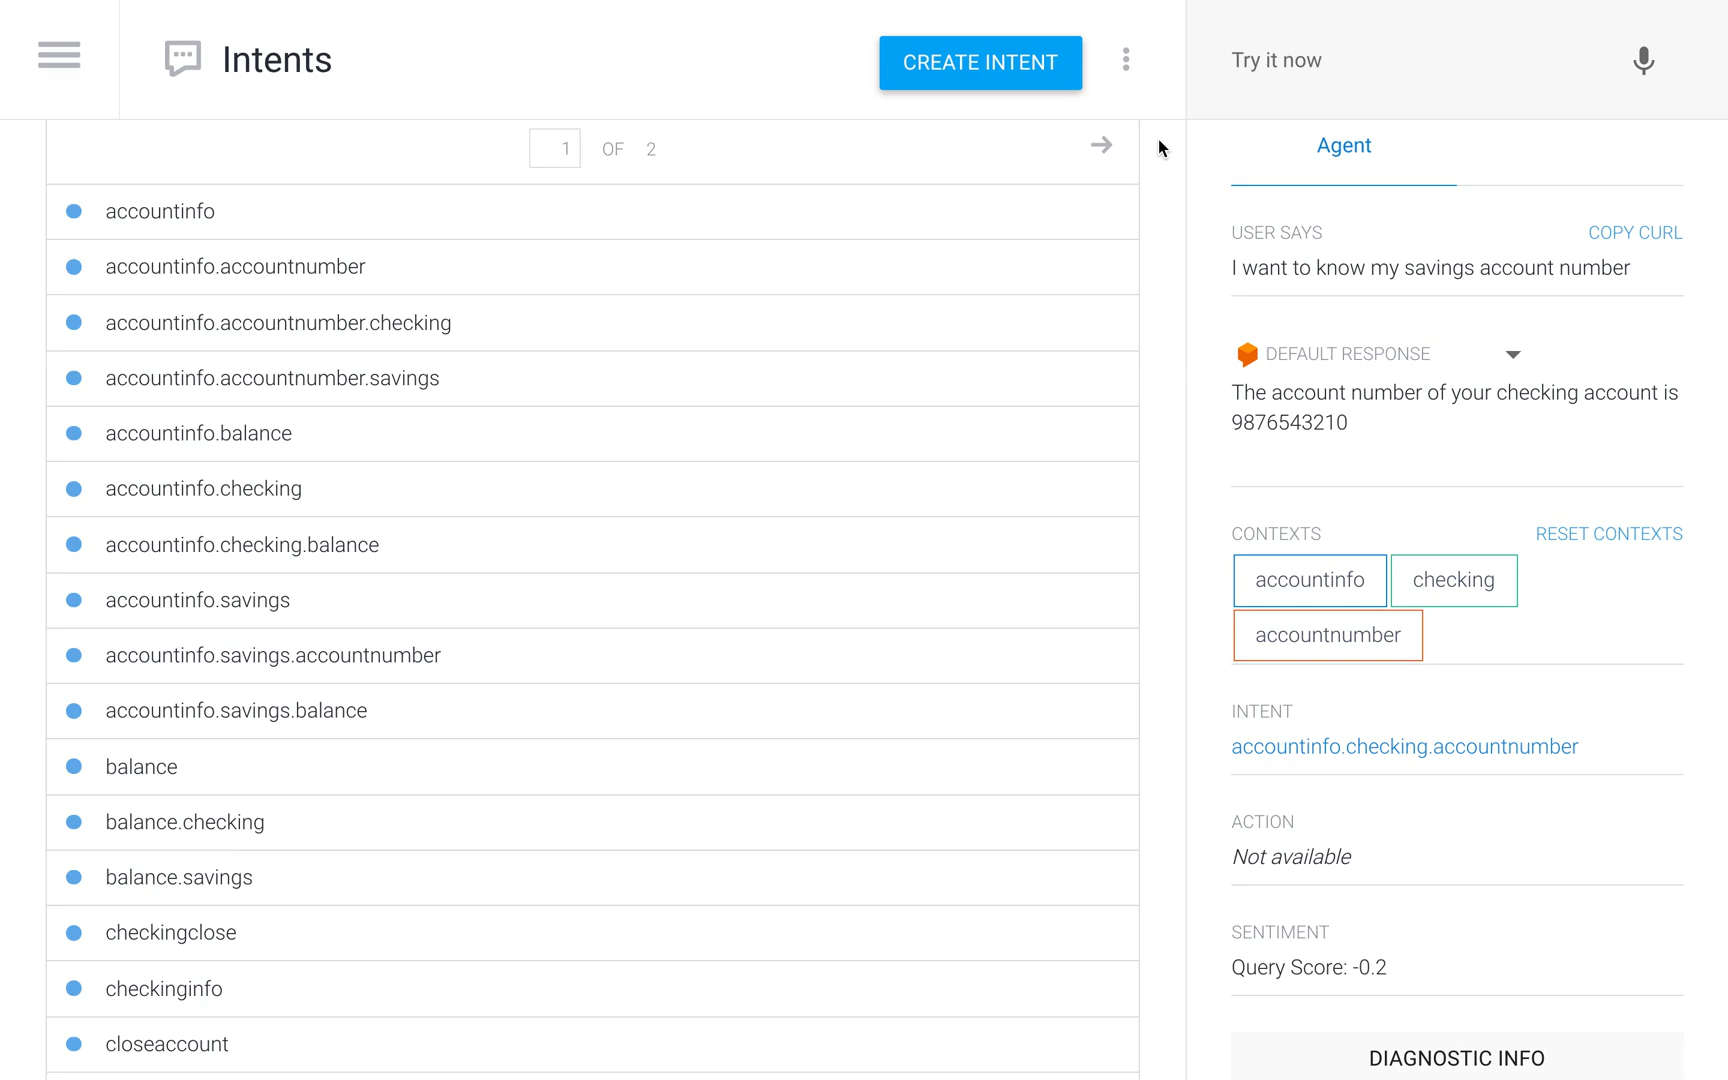 Intents
CREATE INTENT
Try it now
1 OF 2
accountinfo
accountinfo.accountnumber
accountinfo.accountnumber.checking
accountinfo.accountnumber.savings
accountinfo.balance
accountinfo.checking
accountinfo.checking.balance
accountinfo.savings
accountinfo.savings.accountnumber
accountinfo.savings.balance
balance
balance.checking
balance.savings
checkingclose
checkinginfo
closeaccount
Agent
USER SAYS COPY CURL
I want to know my savings account number
DEFAULT RESPONSE
The account number of your checking account is
9876543210
CONTEXTS RESET CONTEXTS
accountinfo checking
accountnumber
INTENT
accountinfo.checking.accountnumber
ACTION
Not available
SENTIMENT
Query Score: -0.2
DIAGNOSTIC INFO